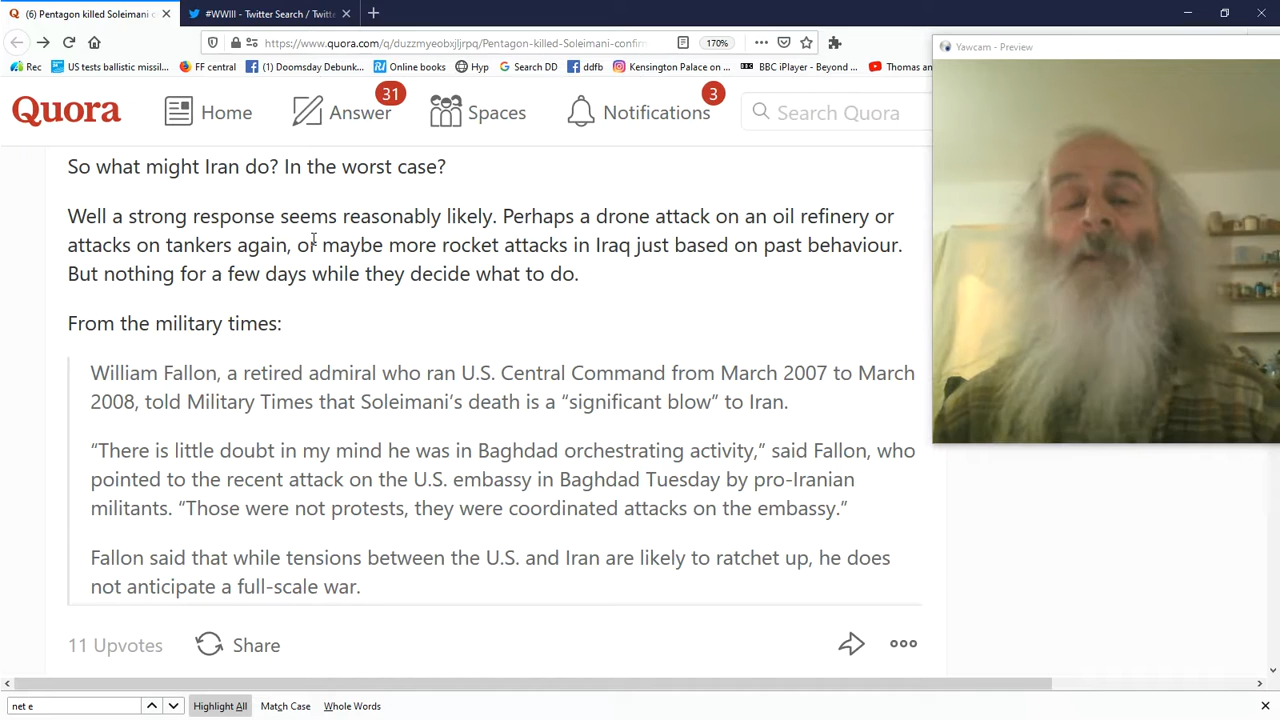 (6) Pentagon killed Soleimani c
#WWIII - Twitter Search / Twitte
https://www.quora.com/q/duzzmyeobxjljrpq/Pentagon-killed-Soleimani-confirn
170%
Yawcam - Preview
Rec
US tests ballistic missil...
FF central
(1) Doomsday Debunk...
Online books
Hyp
Search DD
ddfb
Kensington Palace on ...
BBC iPlayer - Beyond ...
Thomas an
Quora
Home
31
Answer
Spaces
3
Notifications
Search Quora
So what might Iran do? In the worst case?
Well a strong response seems reasonably likely. Perhaps a drone attack on an oil refinery or
attacks on tankers again, or maybe more rocket attacks in Iraq just based on past behaviour.
But nothing for a few days while they decide what to do.
From the military times:
William Fallon, a retired admiral who ran U.S. Central Command from March 2007 to March
2008, told Military Times that Soleimani’s death is a “significant blow” to Iran.
“There is little doubt in my mind he was in Baghdad orchestrating activity,” said Fallon, who
pointed to the recent attack on the U.S. embassy in Baghdad Tuesday by pro-Iranian
militants. “Those were not protests, they were coordinated attacks on the embassy.”
Fallon said that while tensions between the U.S. and Iran are likely to ratchet up, he does
not anticipate a full-scale war.
11 Upvotes
Share
net e
Highlight All
Match Case
Whole Words